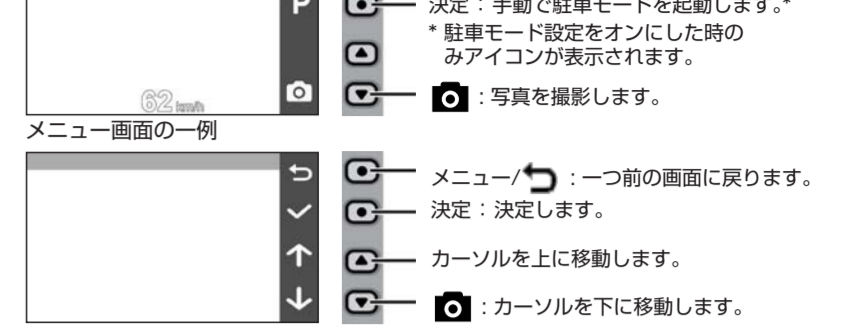 P
決定：手動で駐車モードを起動します。*
* 駐車モード設定をオンにした時の
みアイコンが表示されます。
62 km/h
：写真を撮影します。
メニュー画面の一例
メニュー/ ：一つ前の画面に戻ります。
決定：決定します。
カーソルを上に移動します。
：カーソルを下に移動します。